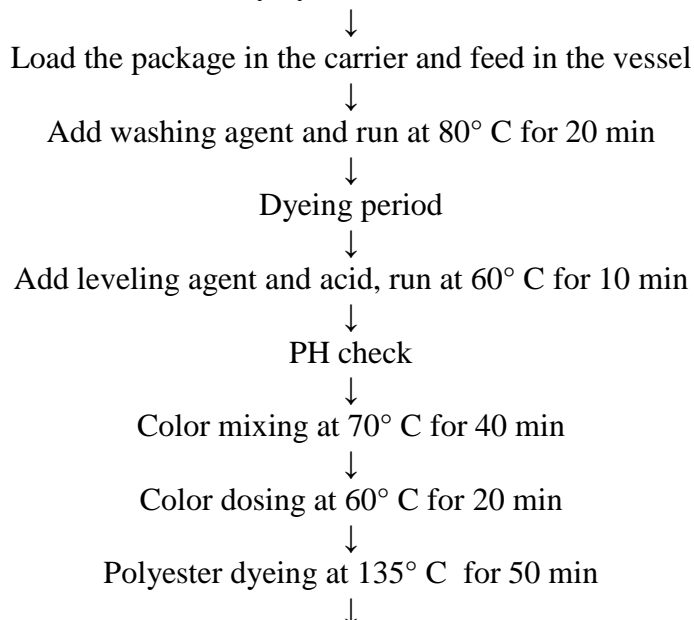 ↓
Load the package in the carrier and feed in the vessel
↓
Add washing agent and run at 80° C for 20 min
↓
Dyeing period
↓
Add leveling agent and acid, run at 60° C for 10 min
↓
PH check
↓
Color mixing at 70° C for 40 min
↓
Color dosing at 60° C for 20 min
↓
Polyester dyeing at 135° C  for 50 min
↓